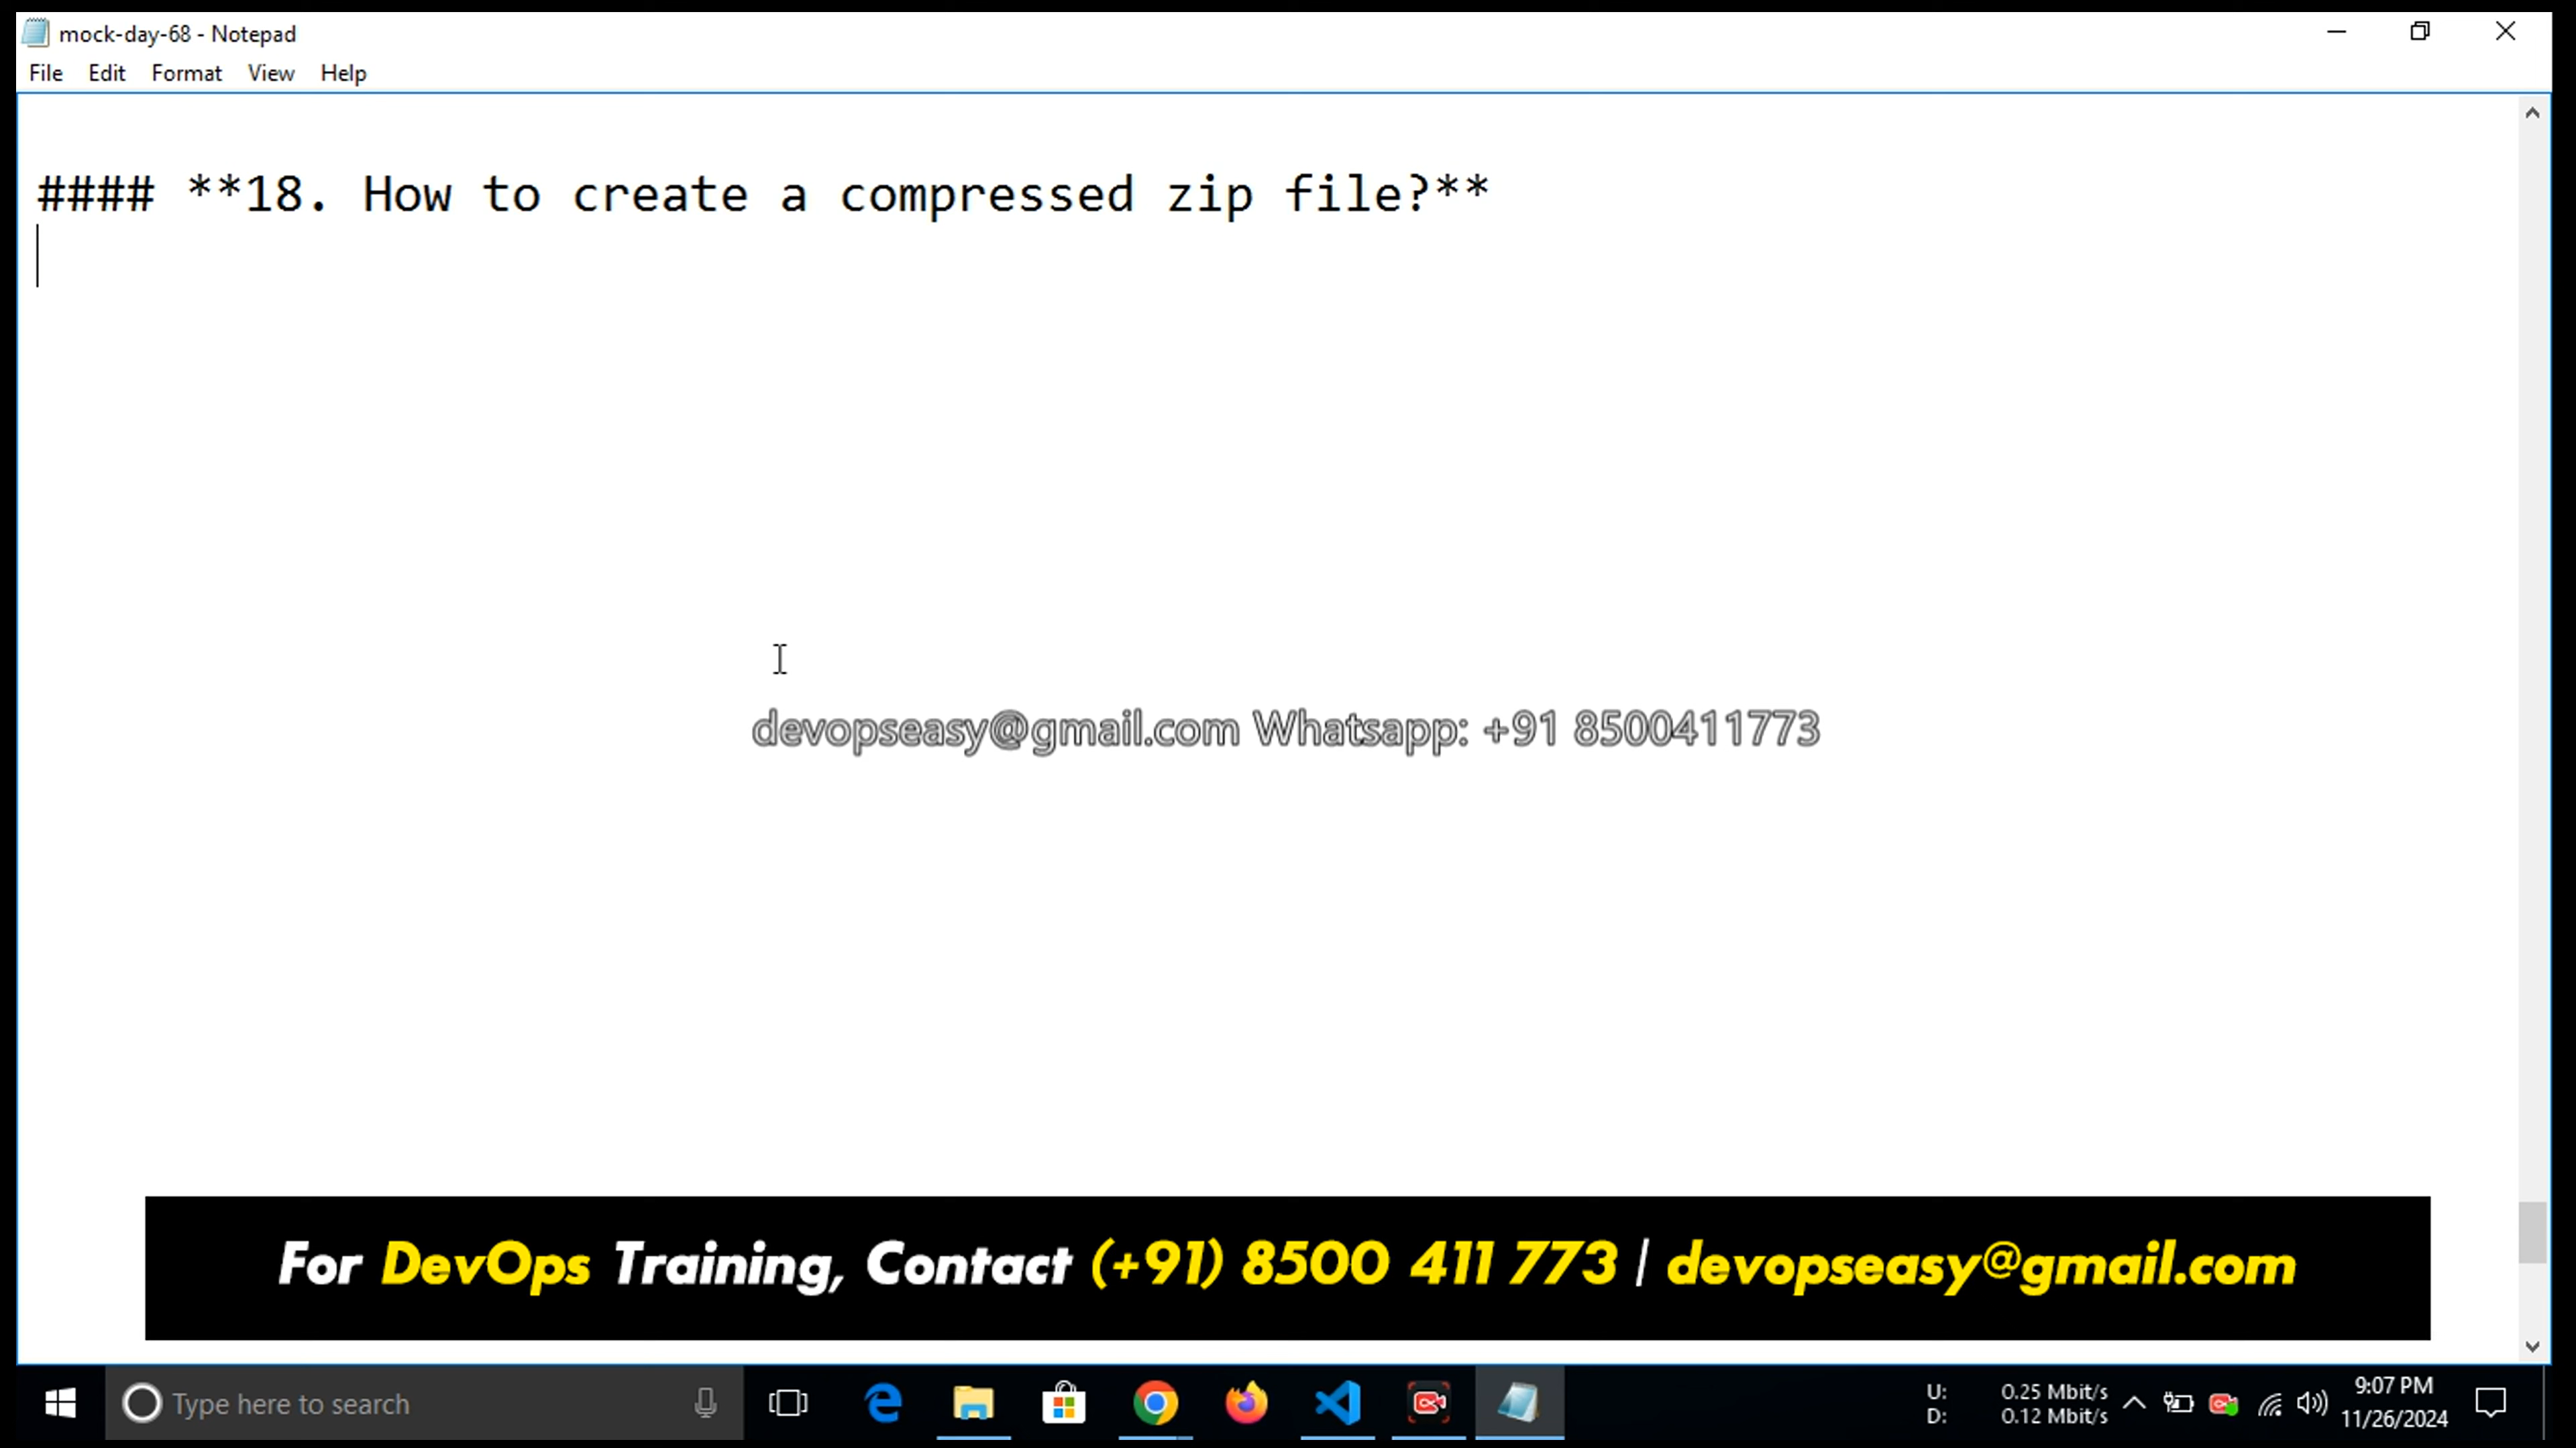 mock-day-68 - Notepad
File Edit Format View Help
#### **18. How to create a compressed zip file?**
devopseasy@gmail.com Whatsapp: +91 8500411773
For DevOps Training, Contact (+91) 8500 411 773 | devopseasy@gmail.com
Type here to search
U: 0.25 Mbit/s
D: 0.12 Mbit/s
9:07 PM
11/26/2024